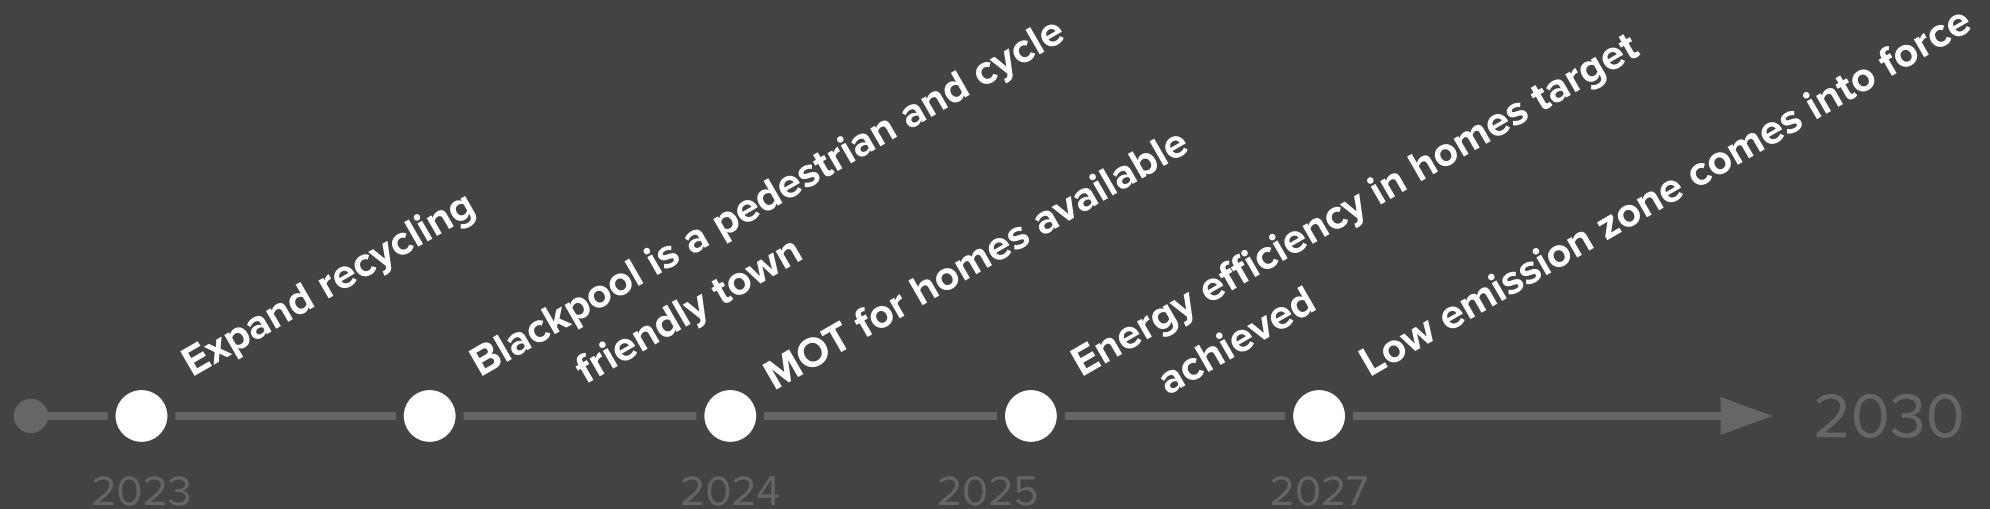 Expand recycling
Blackpool is a pedestrian and cycle
friendly town
MOT for homes available
Energy efficiency in homes target
achieved
Low emission zone comes into force
2030
2023
2024
2025
2027